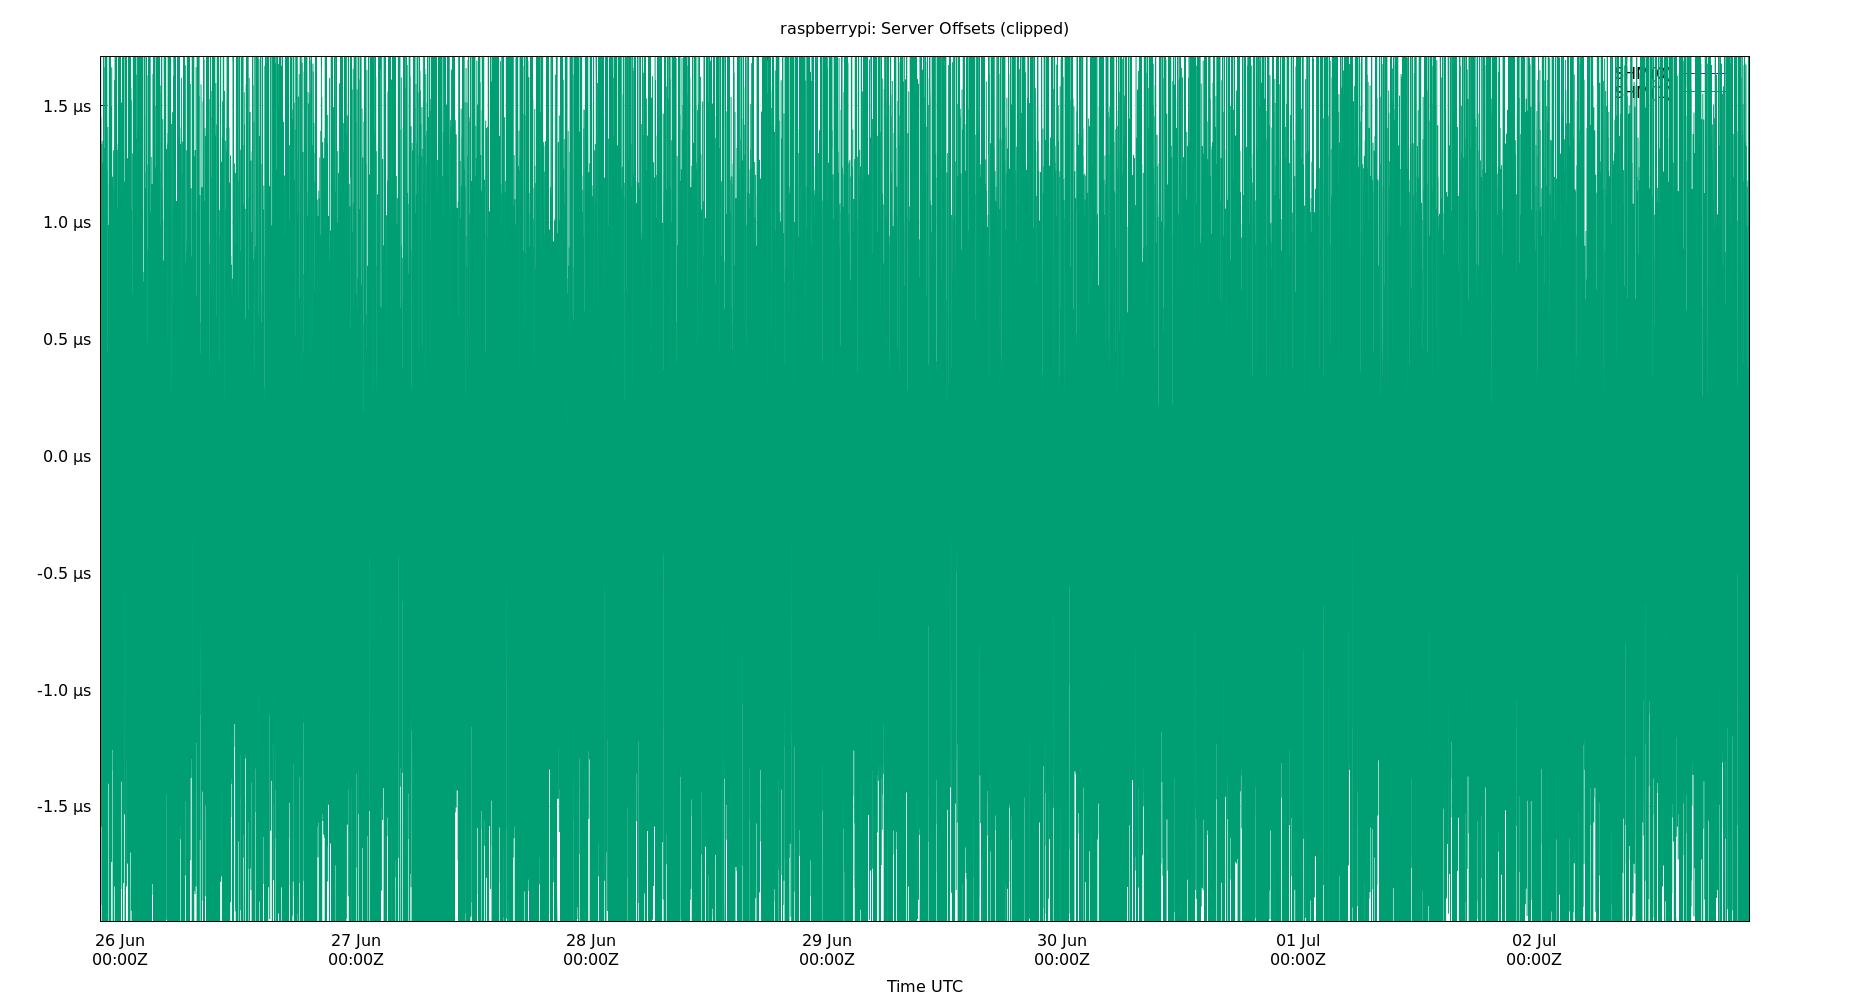 raspberrypi: Server Offsets (clipped)
1.5 µs
1.0 µs
0.5 µs
0.0 µs
-0.5 µs
-1.0 µs
-1.5 µs
26 Jun 27 Jun 28 Jun 29 Jun 30 Jun 01 Jul 02 Jul
00:00Z 00:00Z 00:00Z 00:00Z 00:00Z 00:00Z 00:00Z
Time UTC